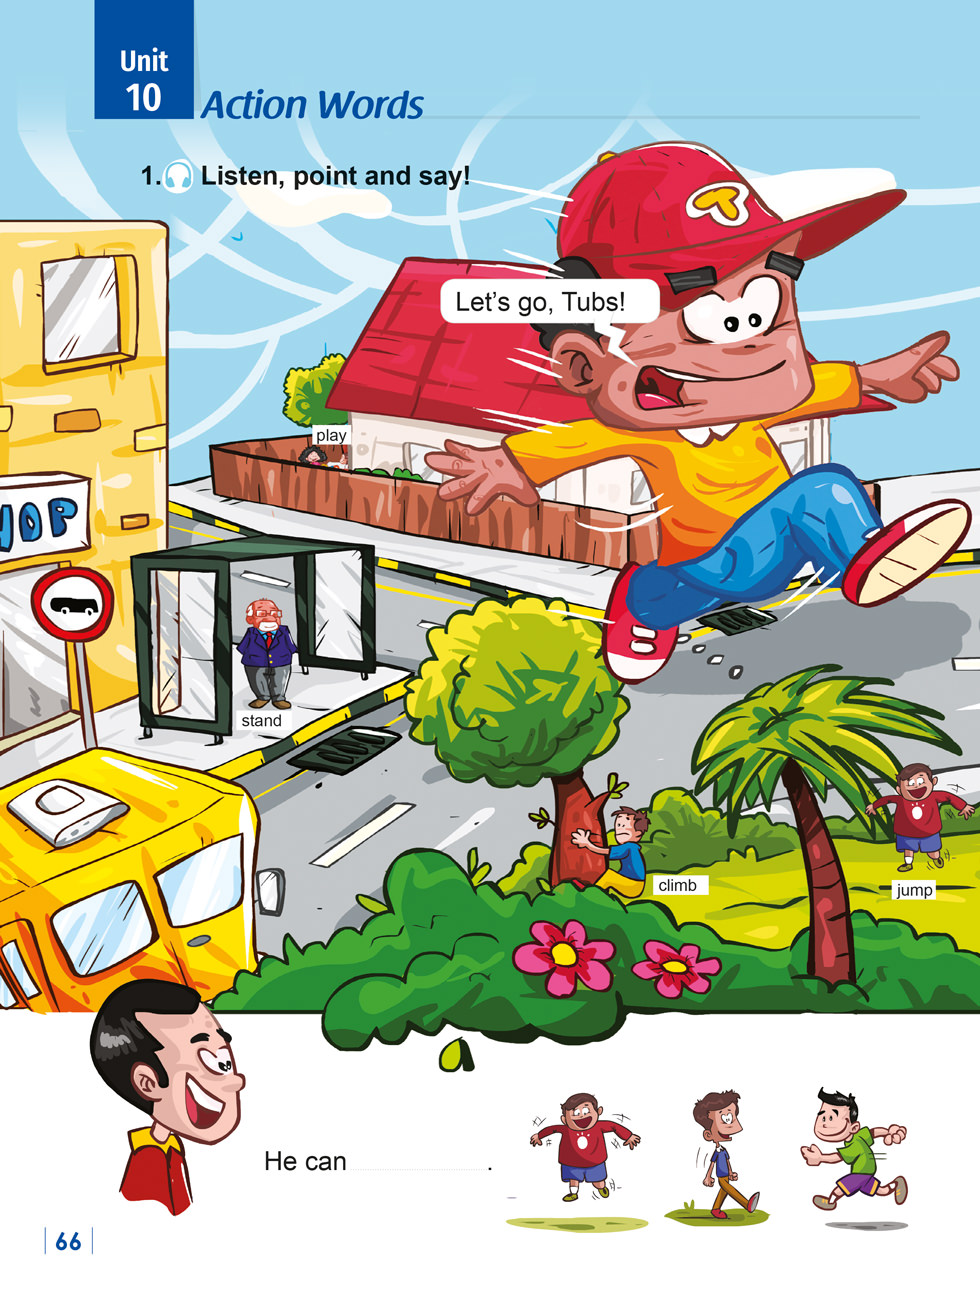 Unit
10
Action Words
1. Listen, point and say!
Let's go, Tubs!
play
HOP
stand
climb
jump
He can .
66